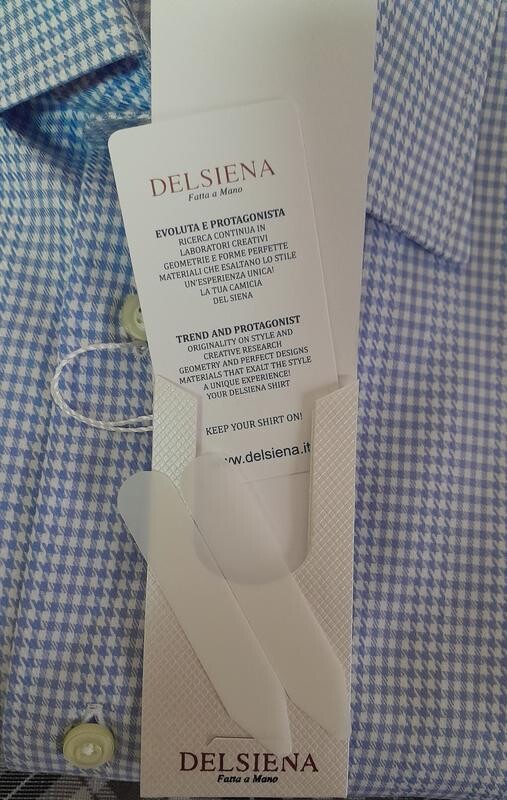 DELSIENA
Fatta a Mano
EVOLUTA E PROTAGONISTA
RICERCA CONTINUA IN
LABORATORI CREATIVI
GEOMETRIE E FORME PERFETTE
MATERIALI CHE ESALTANO LO STILE
UN'ESPERIENZA UNICA!
LA TUA CAMICIA
DEL SIENA
TREND AND PROTAGONIST
ORIGINALITY ON STYLE AND
CREATIVE RESEARCH
GEOMETRY AND PERFECT DESIGNS
MATERIALS THAT EXALT THE STYLE
A UNIQUE EXPERIENCE!
YOUR DELSIENA SHIRT
KEEP YOUR SHIRT ON!
www.delsiena.it
DELSIENA
Fatta a Mano